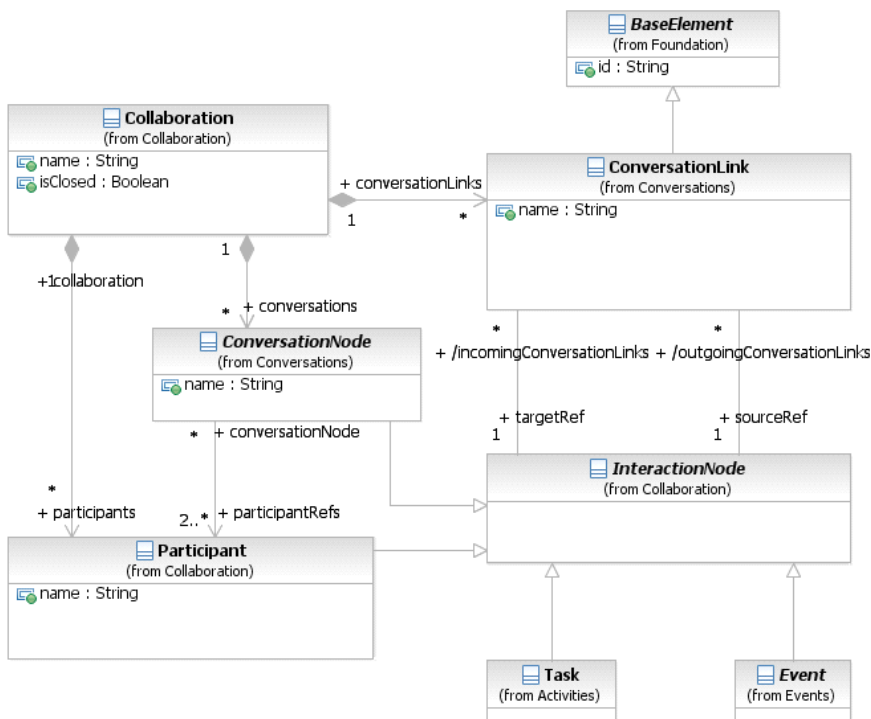 BaseElement
(from Foundation)
id : String
Collaboration
(from Collaboration)
name : String
isClosed : Boolean
+ conversationLinks
1
*
ConversationLink
(from Conversations)
name : String
+1collaboration
1
*
+ conversations
ConversationNode
(from Conversations)
name : String
*
+ /incomingConversationLinks
*
+ /outgoingConversationLinks
+ targetRef
1
+ sourceRef
1
* + conversationNode
InteractionNode
(from Collaboration)
*
+ participants
2..*
+ participantRefs
Participant
(from Collaboration)
name : String
Task
(from Activities)
Event
(from Events)